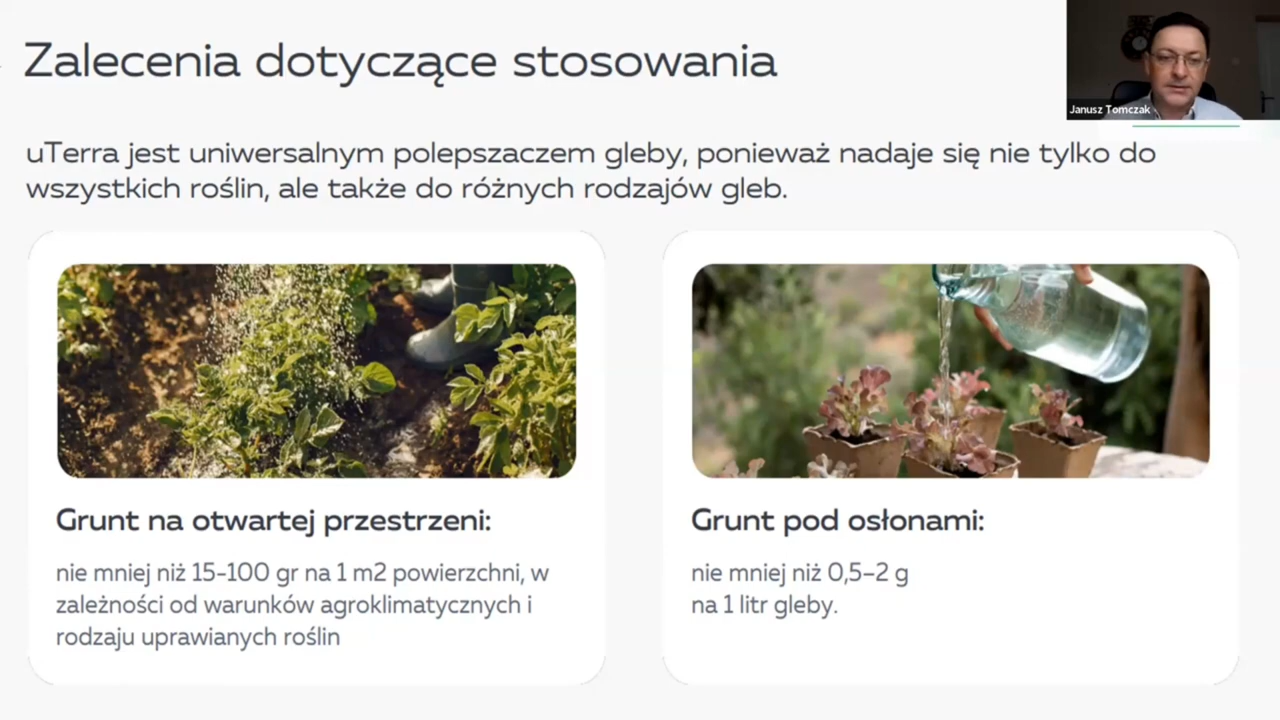 Zalecenia dotyczące stosowania
Janusz Tomczak
uTerra jest uniwersalnym polepszaczem gleby, ponieważ nadaje się nie tylko do
wszystkich roślin, ale także do różnych rodzajów gleb.
Grunt na otwartej przestrzeni:
nie mniej niż 15-100 gr na 1 m2 powierzchni, w
zależności od warunków agroklimatycznych i
rodzaju uprawianych roślin
Grunt pod osłonami:
nie mniej niż 0,5–2 g
na 1 litr gleby.